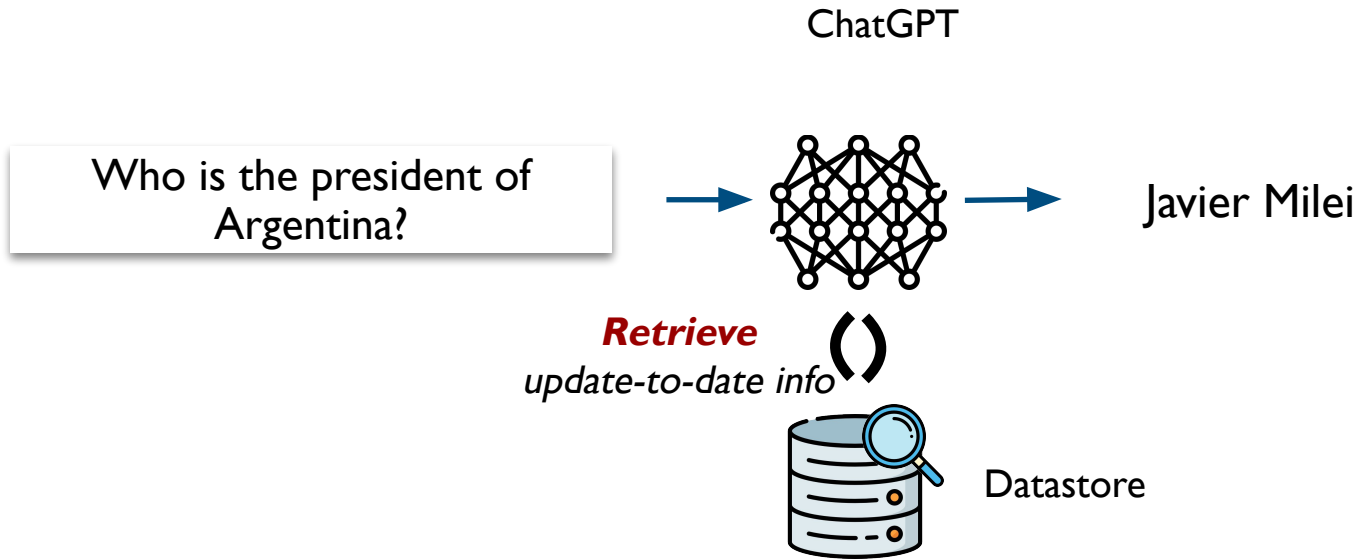 ChatGPT
Who is the president of
Argentina?
Javier Milei
Retrieve
update-to-date info
Datastore